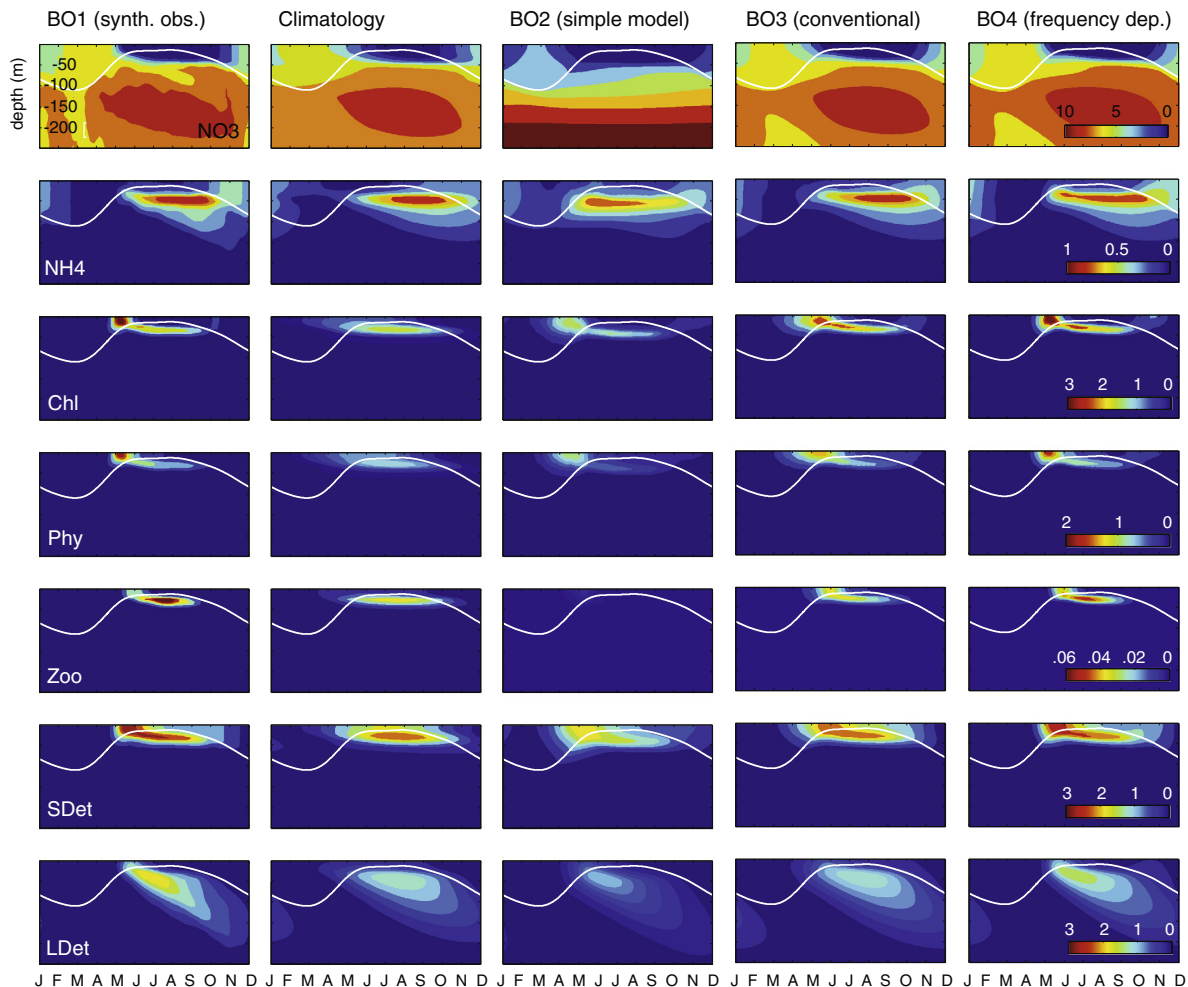 BO1 (synth. obs.) Climatology BO2 (simple model) BO3 (conventional) BO4 (frequency dep.)
depth (m)
-50
-100
-150
-200
NO3
10 5 0
NH4
1 0.5 0
Chl
3 2 1 0
Phy
2 1 0
Zoo
.06 .04 .02 0
SDet
3 2 1 0
LDet
3 2 1 0
J F M A M J J A S O N D J F M A M J J A S O N D J F M A M J J A S O N D J F M A M J J A S O N D J F M A M J J A S O N D